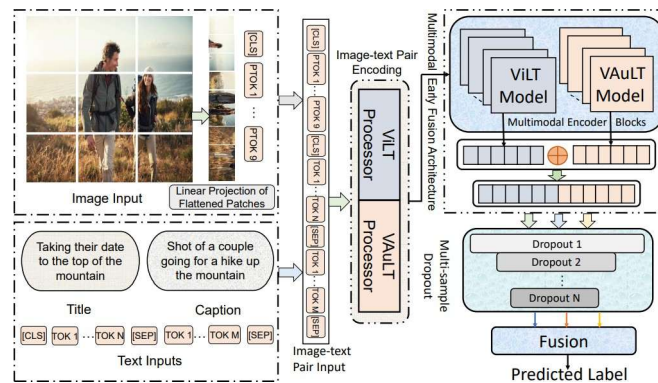 [CLS]
PTOK 1
PTOK 9
Image Input
Linear Projection of
Flattened Patches
Taking their date
to the top of the
mountain
Shot of a couple
going for a hike up
the mountain
Title
Caption
[CLS] TOK 1 ... TOK N [SEP] TOK 1 ... TOK M [SEP]
Text Inputs
[CLS]
PTOK 1
PTOK 9
[CLS]
TOK 1
TOK N
[SEP]
TOK 1
TOK M
[SEP]
Image-text
Pair Input
Image-text Pair
Encoding
ViLT
Processor
VAuLT
Processor
Multimodal
Early Fusion Architecture
ViLT
Model
VAuLT
Model
Multimodal Encoder Blocks
Multi-sample
Dropout
Dropout 1
Dropout 2
Dropout N
Fusion
Predicted Label